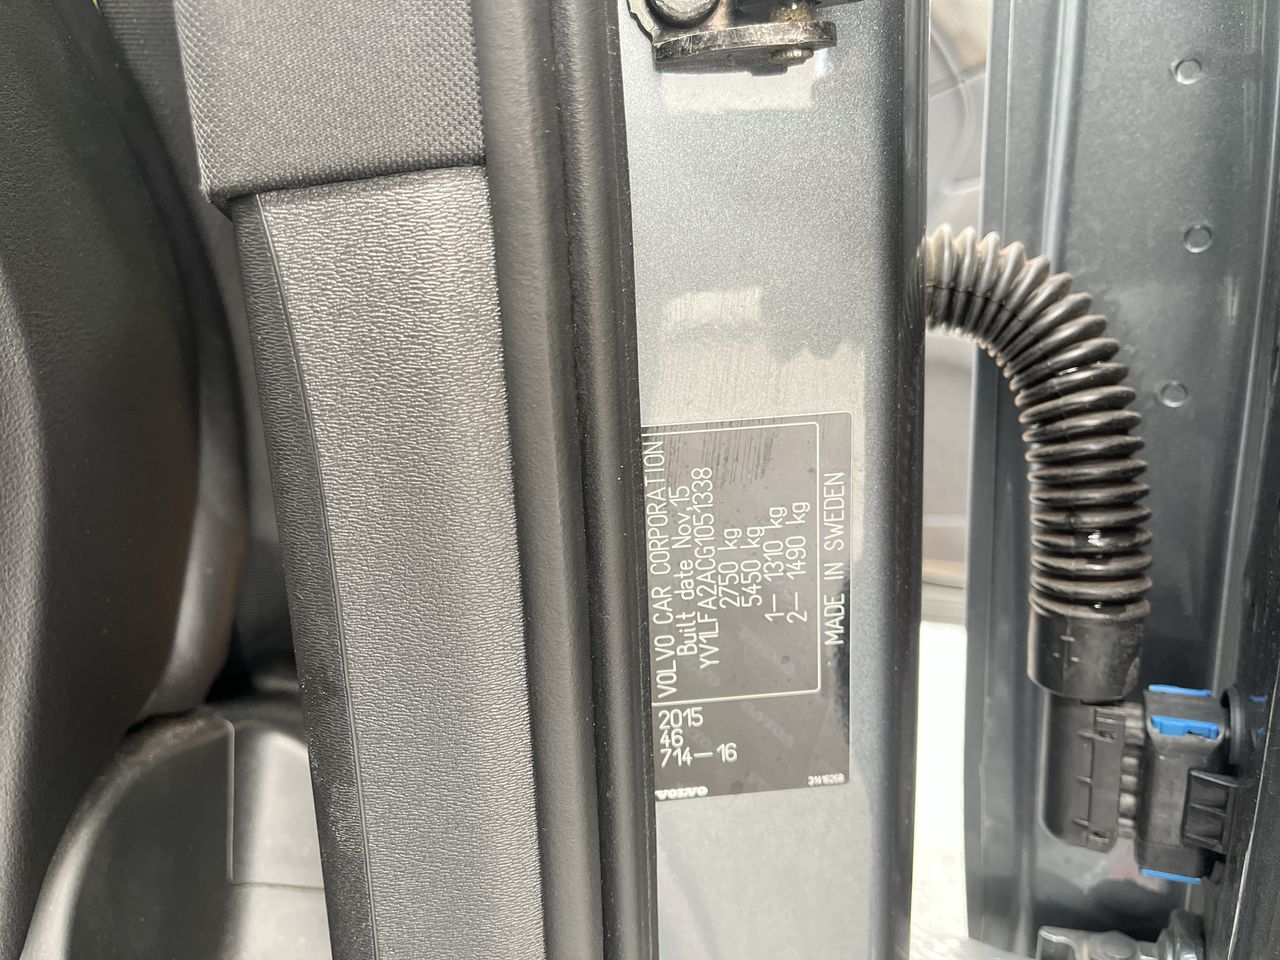 VOLVO CAR CORPORATION
Built date Nov,15
YV1LFA2ACG1051338
2750 kg
5450 kg
1— 1310 kg
2— 1490 kg
MADE IN SWEDEN
2015
46
714—16
VOLVO
31416268